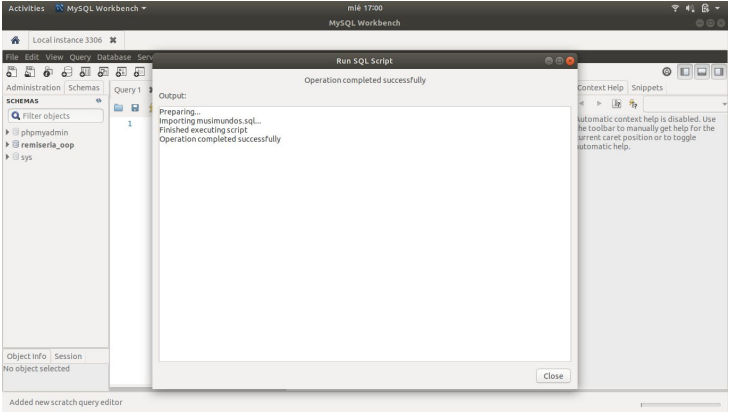 Activities MySQL Workbench mié 17:00
MySQL Workbench
Local instance 3306
File Edit View Query Database Serv
Run SQL Script
Administration Schemas
Query 1
Operation completed successfully
Context Help Snippets
SCHEMAS
Output:
Filter objects
1
phpmyadmin
remiseria_oop
sys
Preparing...
Importing musimundos.sql...
Finished executing script
Operation completed successfully
Automatic context help is disabled. Use
the toolbar to manually get help for the
current caret position or to toggle
automatic help.
Object Info Session
No object selected
Close
Added new scratch query editor